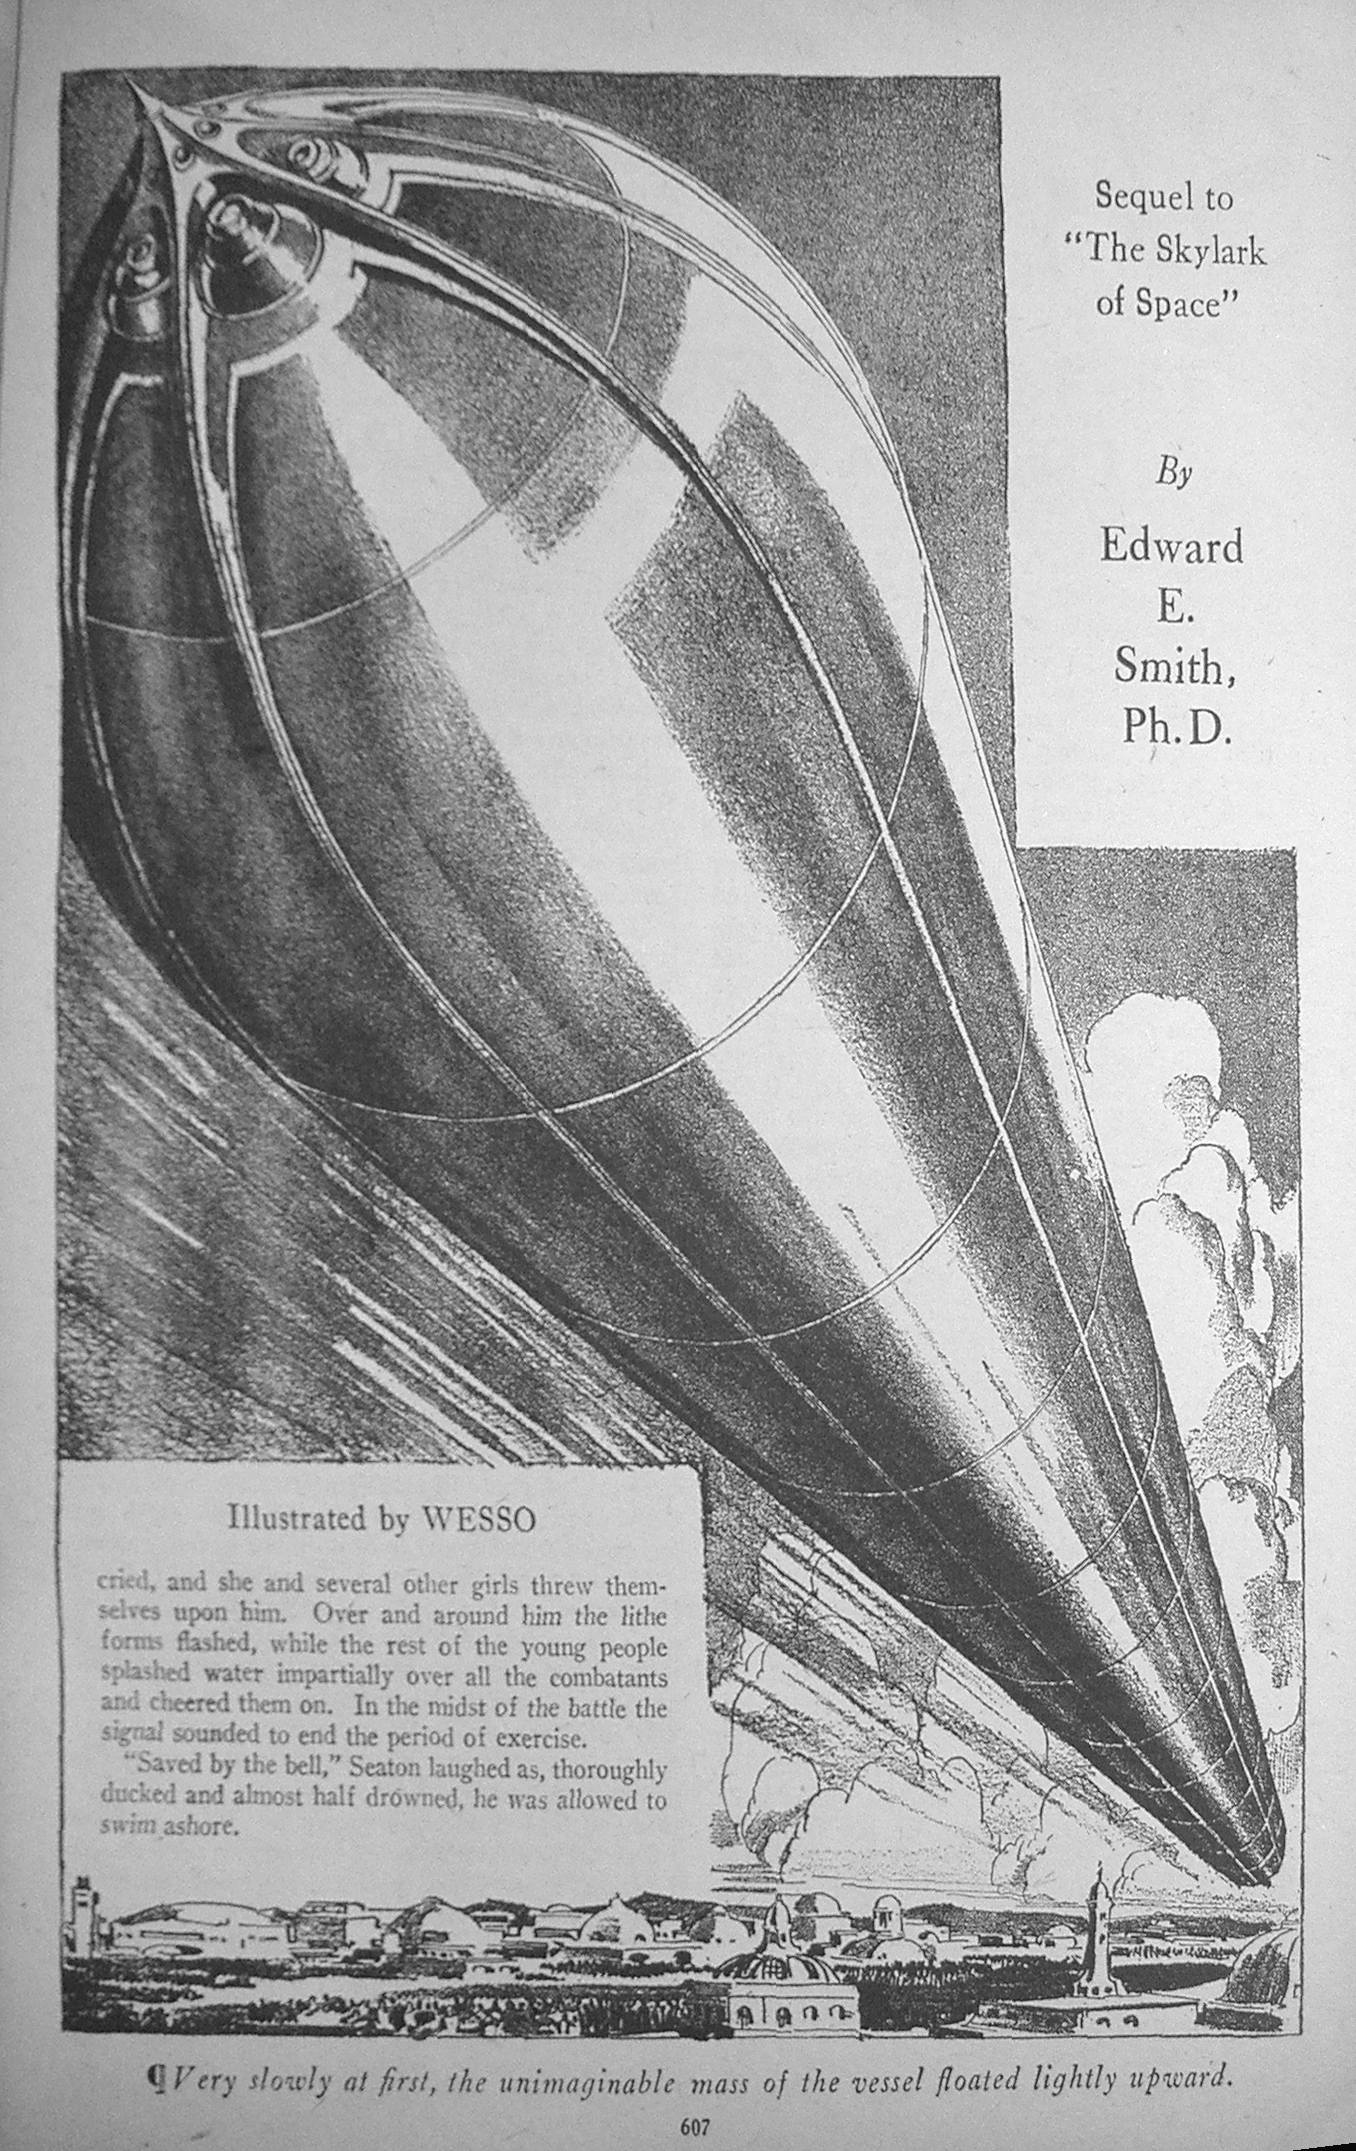 Sequel to
“The Skylark
of Space”
By
Edward
E.
Smith,
Ph.D.
Illustrated by WESSO
cried, and she and several other girls threw them-
selves upon him. Over and around him the lithe
forms flashed, while the rest of the young people
splashed water impartially over all the combatants
and cheered them on. In the midst of the battle the
signal sounded to end the period of exercise.
“Saved by the bell,” Seaton laughed as, thoroughly
ducked and almost half drowned, he was allowed to
swim ashore.
¶ Very slowly at first, the unimaginable mass of the vessel floated lightly upward.
607